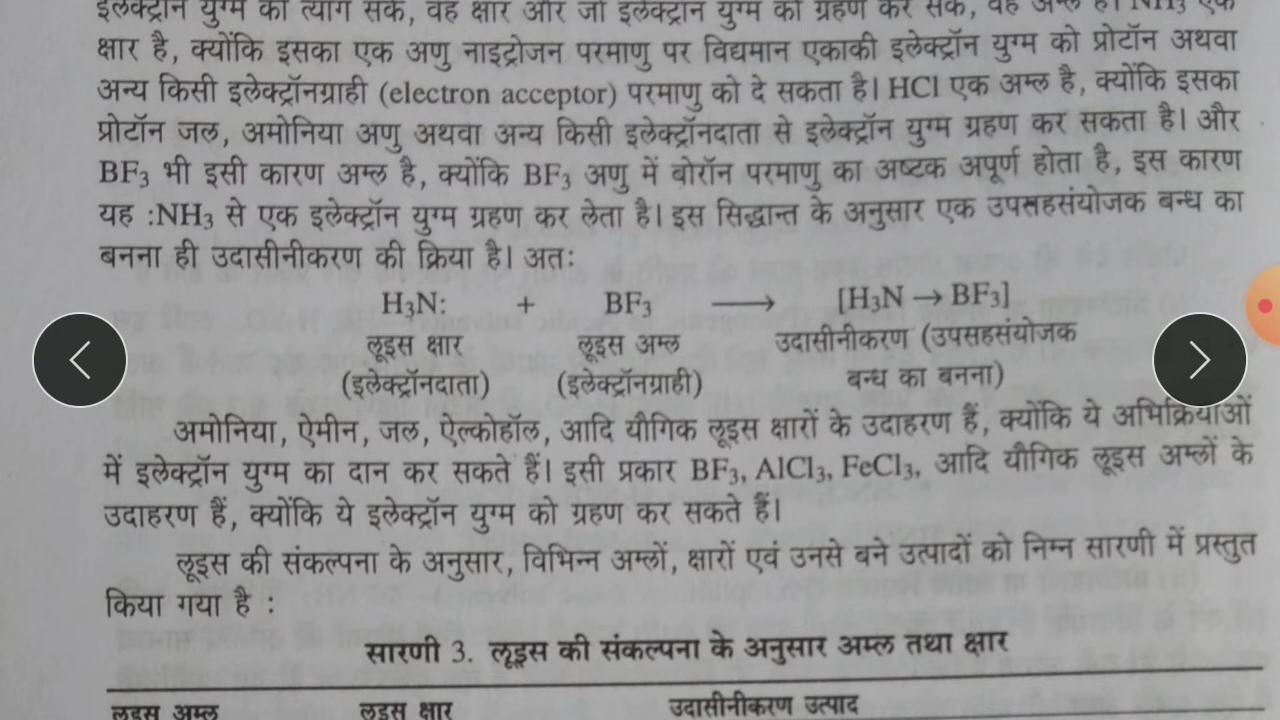 इलेक्ट्रॉन युग्म को त्याग सके, वह क्षार और जो इलेक्ट्रॉन युग्म को ग्रहण कर सके, वह अम्ल है। NH₃ एक
क्षार है, क्योंकि इसका एक अणु नाइट्रोजन परमाणु पर विद्यमान एकाकी इलेक्ट्रॉन युग्म को प्रोटॉन अथवा
अन्य किसी इलेक्ट्रॉनग्राही (electron acceptor) परमाणु को दे सकता है। HCl एक अम्ल है, क्योंकि इसका
प्रोटॉन जल, अमोनिया अणु अथवा अन्य किसी इलेक्ट्रॉनदाता से इलेक्ट्रॉन युग्म ग्रहण कर सकता है। और
BF₃ भी इसी कारण अम्ल है, क्योंकि BF₃ अणु में बोरॉन परमाणु का अष्टक अपूर्ण होता है, इस कारण
यह :NH₃ से एक इलेक्ट्रॉन युग्म ग्रहण कर लेता है। इस सिद्धान्त के अनुसार एक उपसहसंयोजक बन्ध का
बनना ही उदासीनीकरण की क्रिया है। अतः
H₃N: + BF₃ ⟶ [H₃N → BF₃]
लूइस क्षार लूइस अम्ल उदासीनीकरण (उपसहसंयोजक
(इलेक्ट्रॉनदाता) (इलेक्ट्रॉनग्राही) बन्ध का बनना)
अमोनिया, ऐमीन, जल, ऐल्कोहॉल, आदि यौगिक लूइस क्षारों के उदाहरण हैं, क्योंकि ये अभिक्रियाओं
में इलेक्ट्रॉन युग्म का दान कर सकते हैं। इसी प्रकार BF₃, AlCl₃, FeCl₃, आदि यौगिक लूइस अम्लों के
उदाहरण हैं, क्योंकि ये इलेक्ट्रॉन युग्म को ग्रहण कर सकते हैं।
लूइस की संकल्पना के अनुसार, विभिन्न अम्लों, क्षारों एवं उनसे बने उत्पादों को निम्न सारणी में प्रस्तुत
किया गया है :
सारणी 3. लूइस की संकल्पना के अनुसार अम्ल तथा क्षार
लूइस अम्ल लूइस क्षार उदासीनीकरण उत्पाद